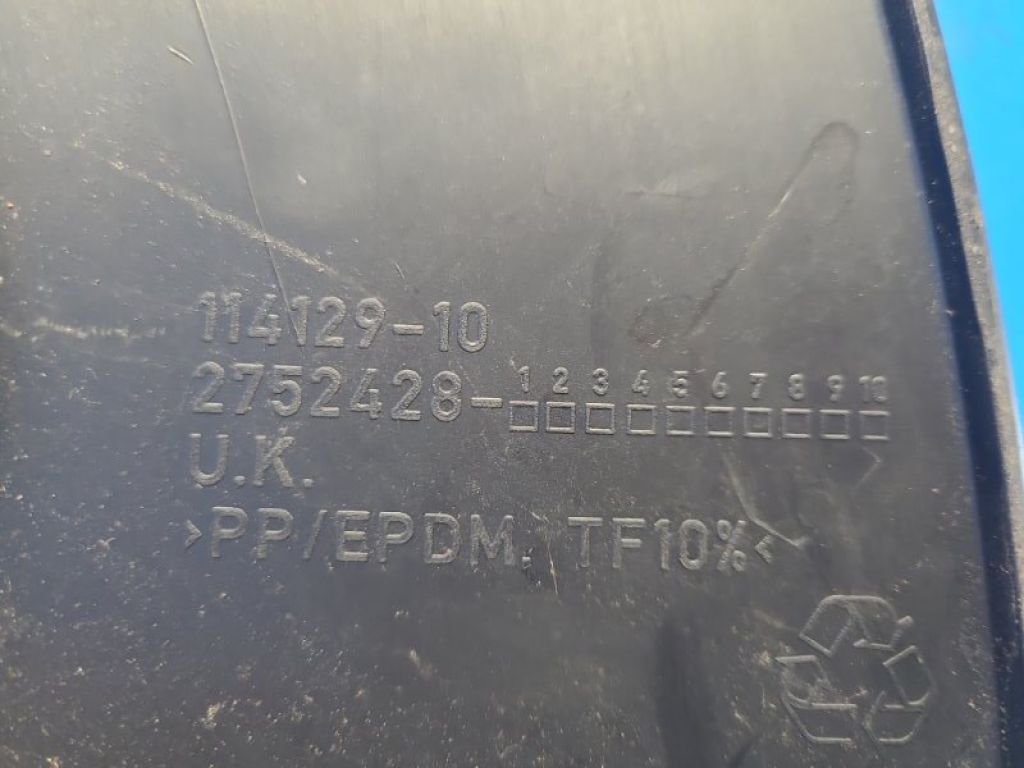 114129-10
2752428-
1 2 3 4 5 6 7 8 9 10
U.K.
>PP/EPDM, TF10%<